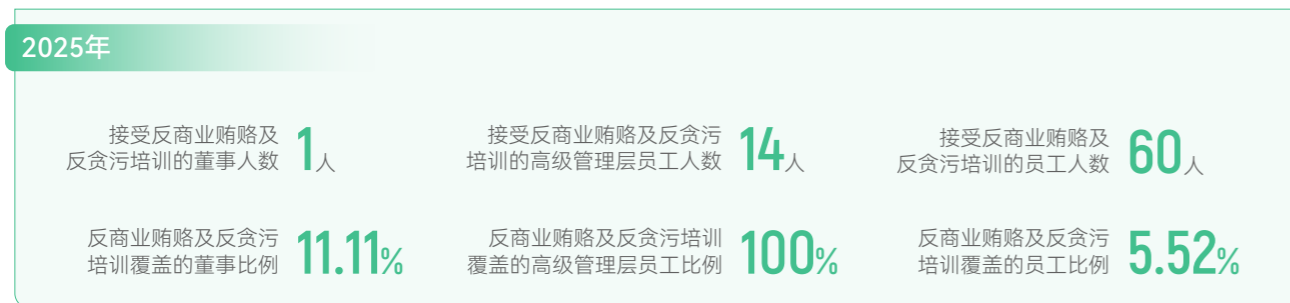 2025年
接受反商业贿赂及
反贪污培训的董事人数
1人
接受反商业贿赂及反贪污
培训的高级管理层员工人数
14人
接受反商业贿赂及
反贪污培训的员工人数
60人
反商业贿赂及反贪污
培训覆盖的董事比例
11.11%
反商业贿赂及反贪污培训
覆盖的高级管理层员工比例
100%
反商业贿赂及反贪污
培训覆盖的员工比例
5.52%